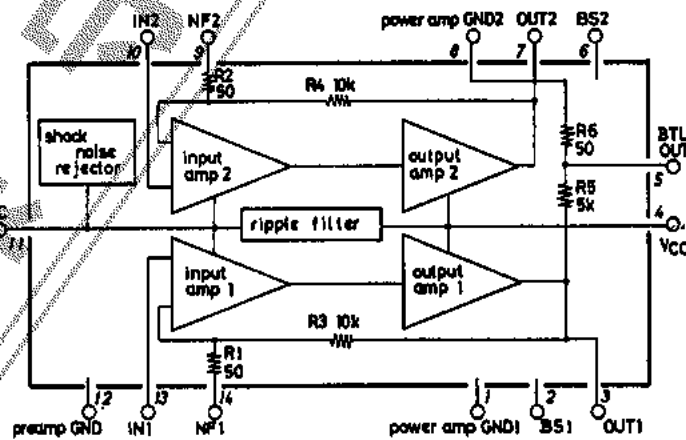 IN2
NF2
power amp GND2
OUT2
BS2
10
9
8
7
6
R2
50
R4 10k
shock
noise
rejector
input
amp 2
output
amp 2
R6
50
BTL
OUT
5
R5
5k
4
VCC
11
ripple filter
input
amp 1
output
amp 1
R3 10k
R1
50
12
13
14
1
2
3
preamp GND
IN1
NF1
power amp GND1
BS1
OUT1